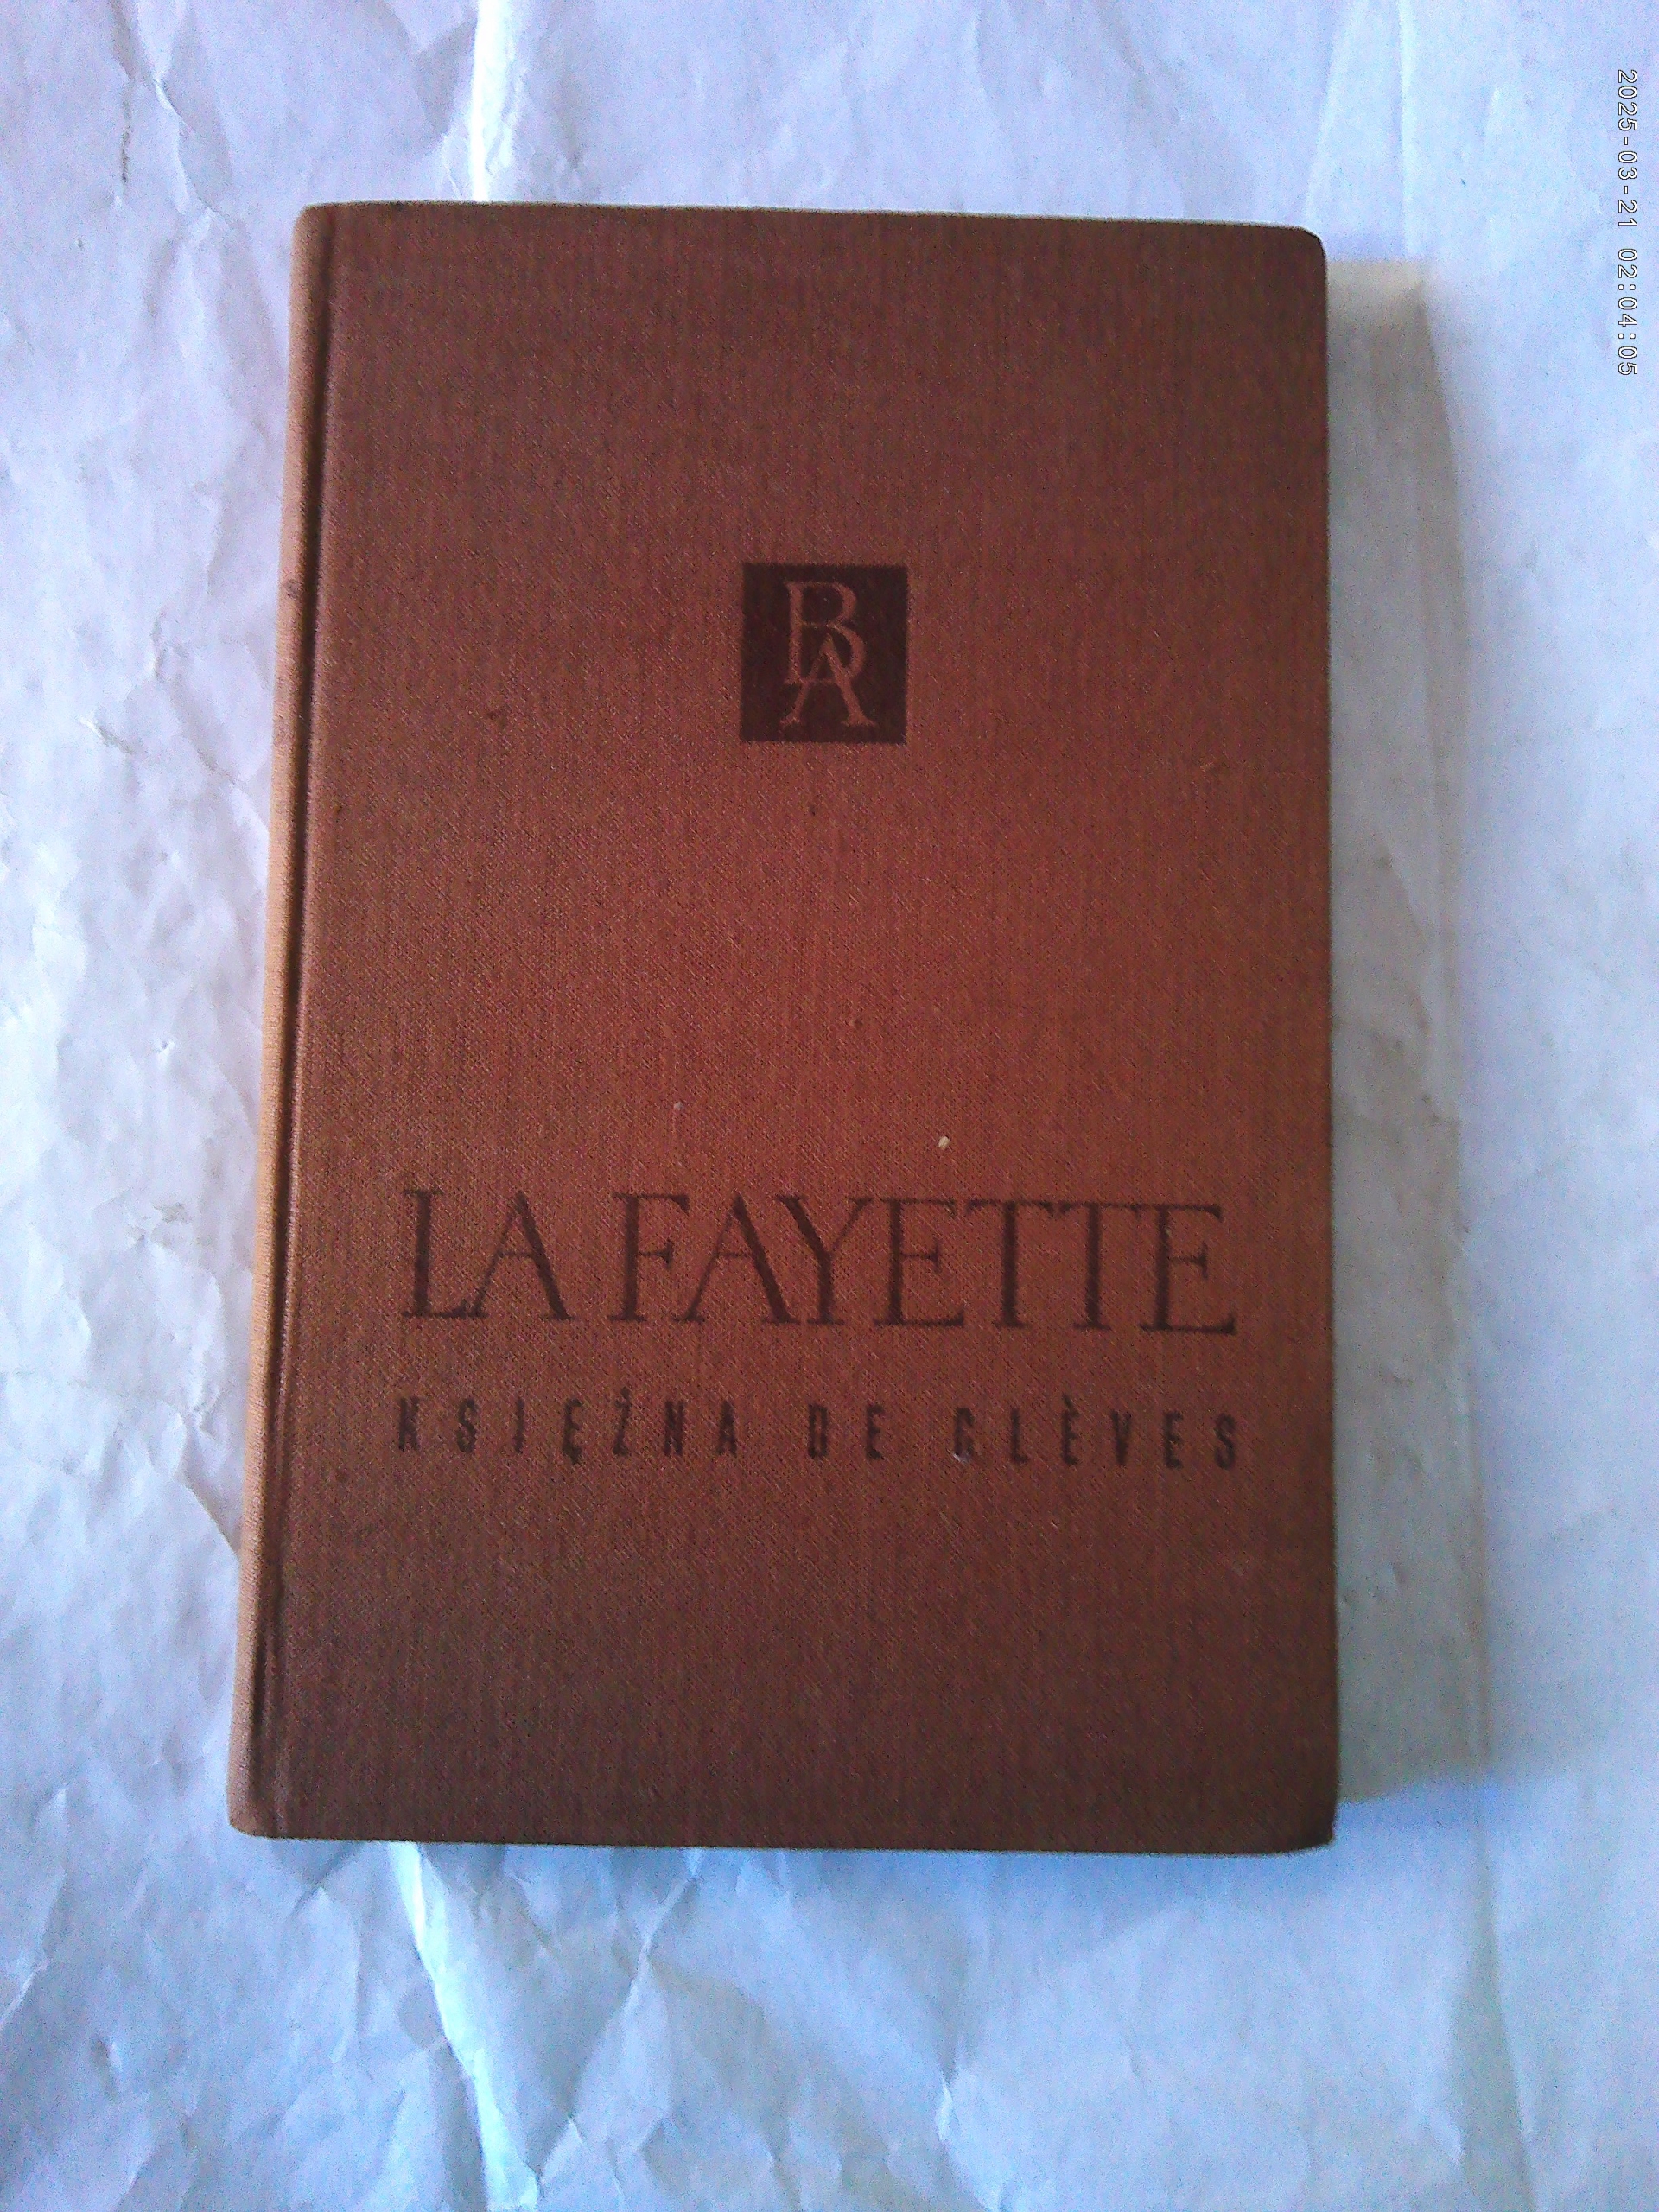 BA
LA FAYETTE
KSIĘŻNA DE CLÈVES
2025-03-21 02:04:05